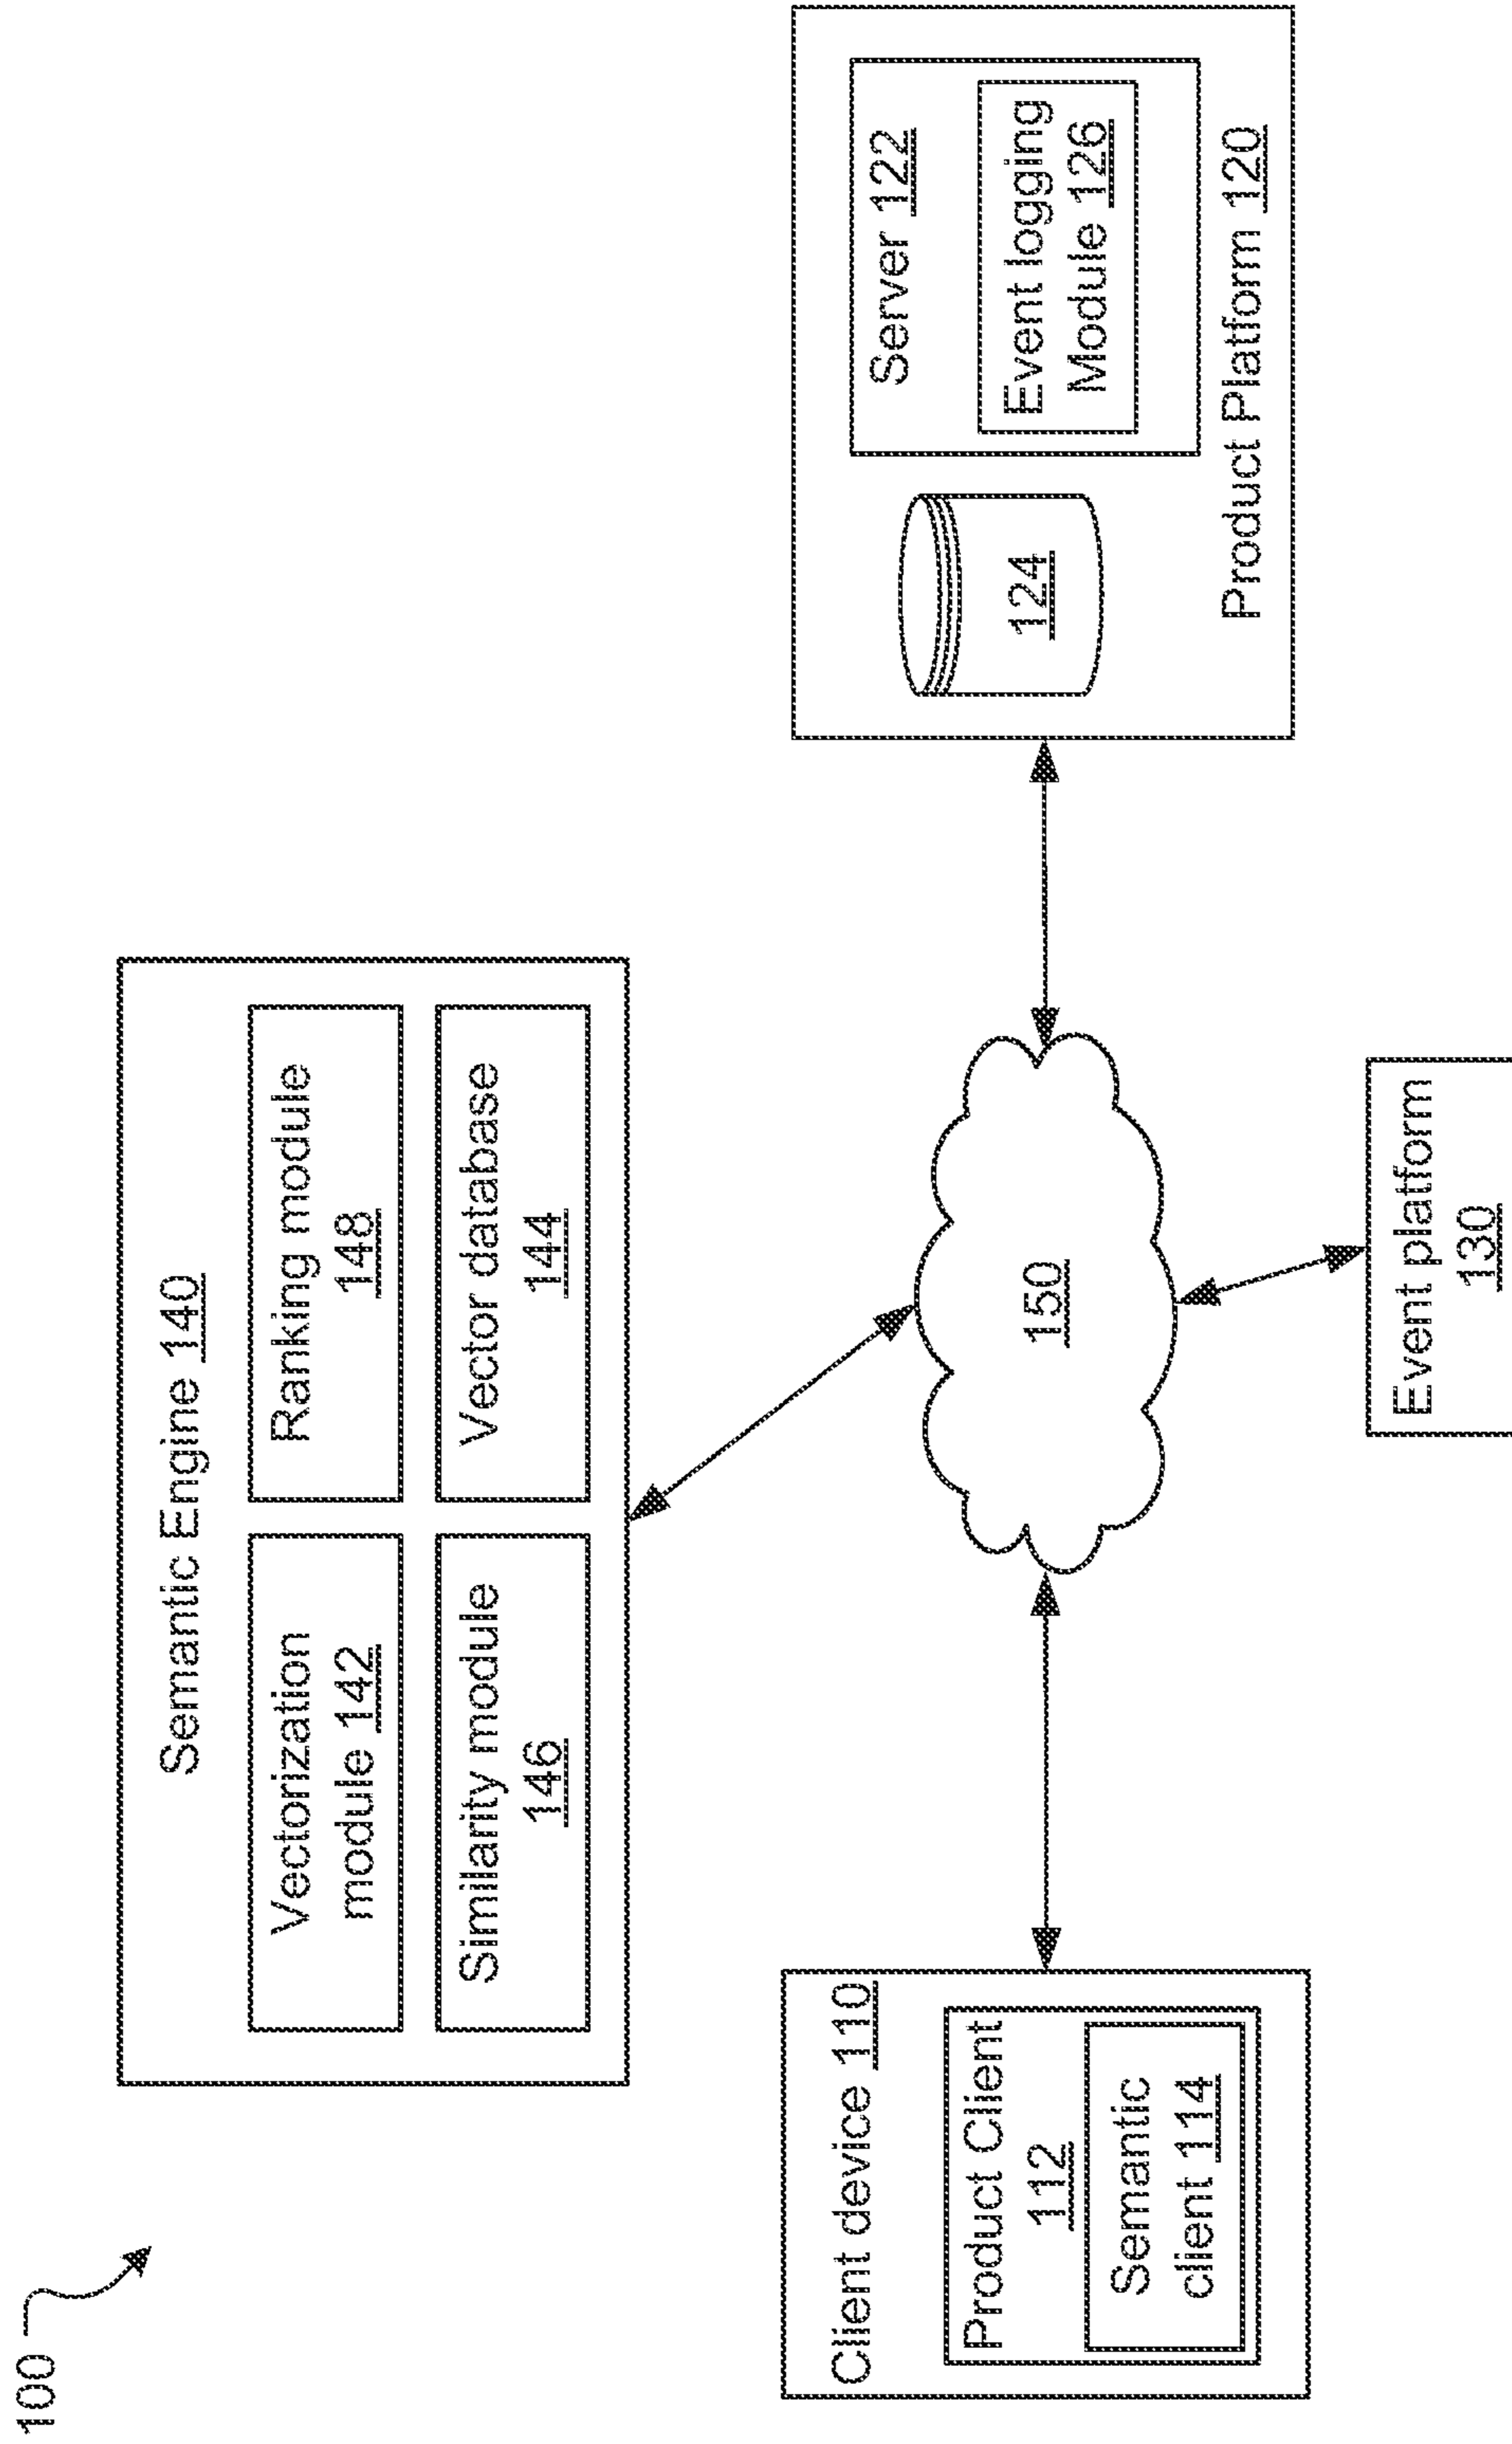 100
Semantic Engine 140
Vectorization
module 142
Ranking module
148
Similarity module
146
Vector database
144
Client device 110
Product Client
112
Semantic
client 114
150
124
Server 122
Event logging
Module 126
Product Platform 120
Event platform
130